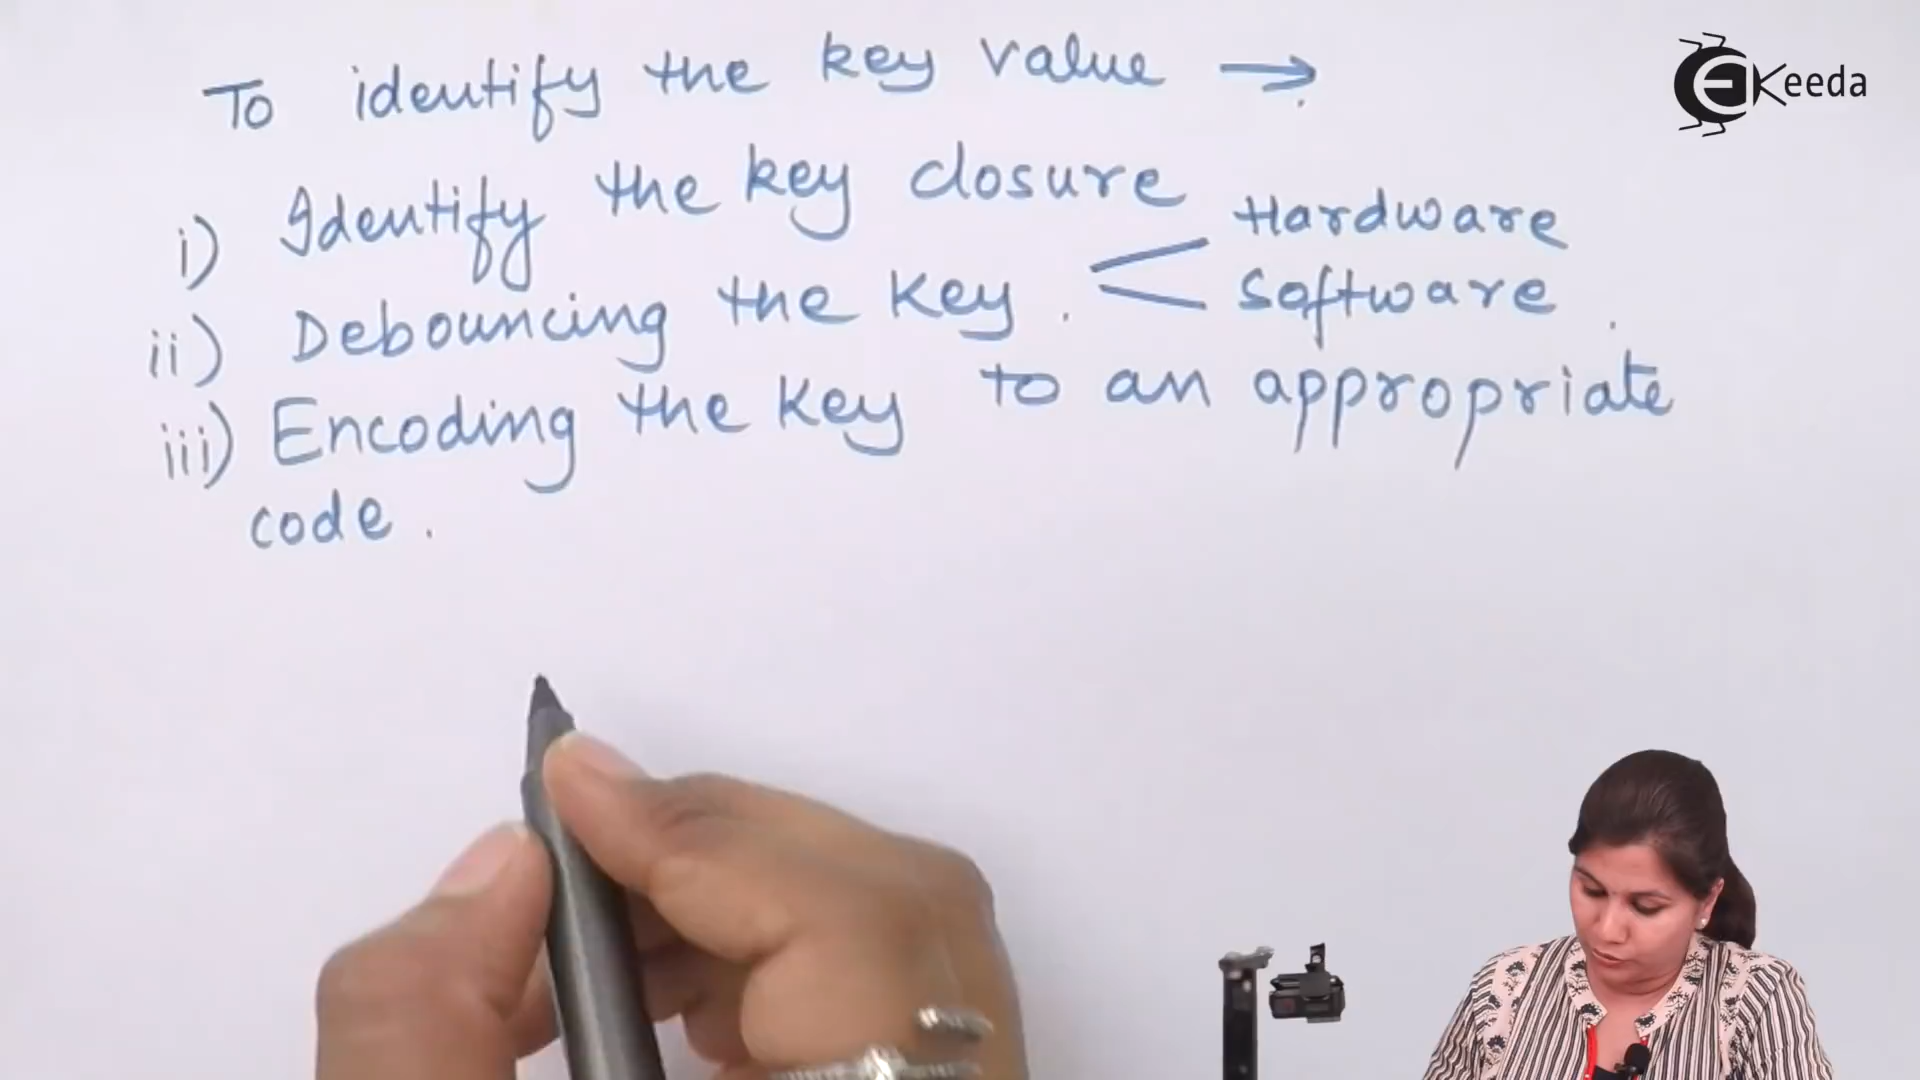 To identify the key value →
i) Identify the key closure
ii) Debouncing the key. < Hardware
Software.
iii) Encoding the key to an appropriate
code.
EKeeda